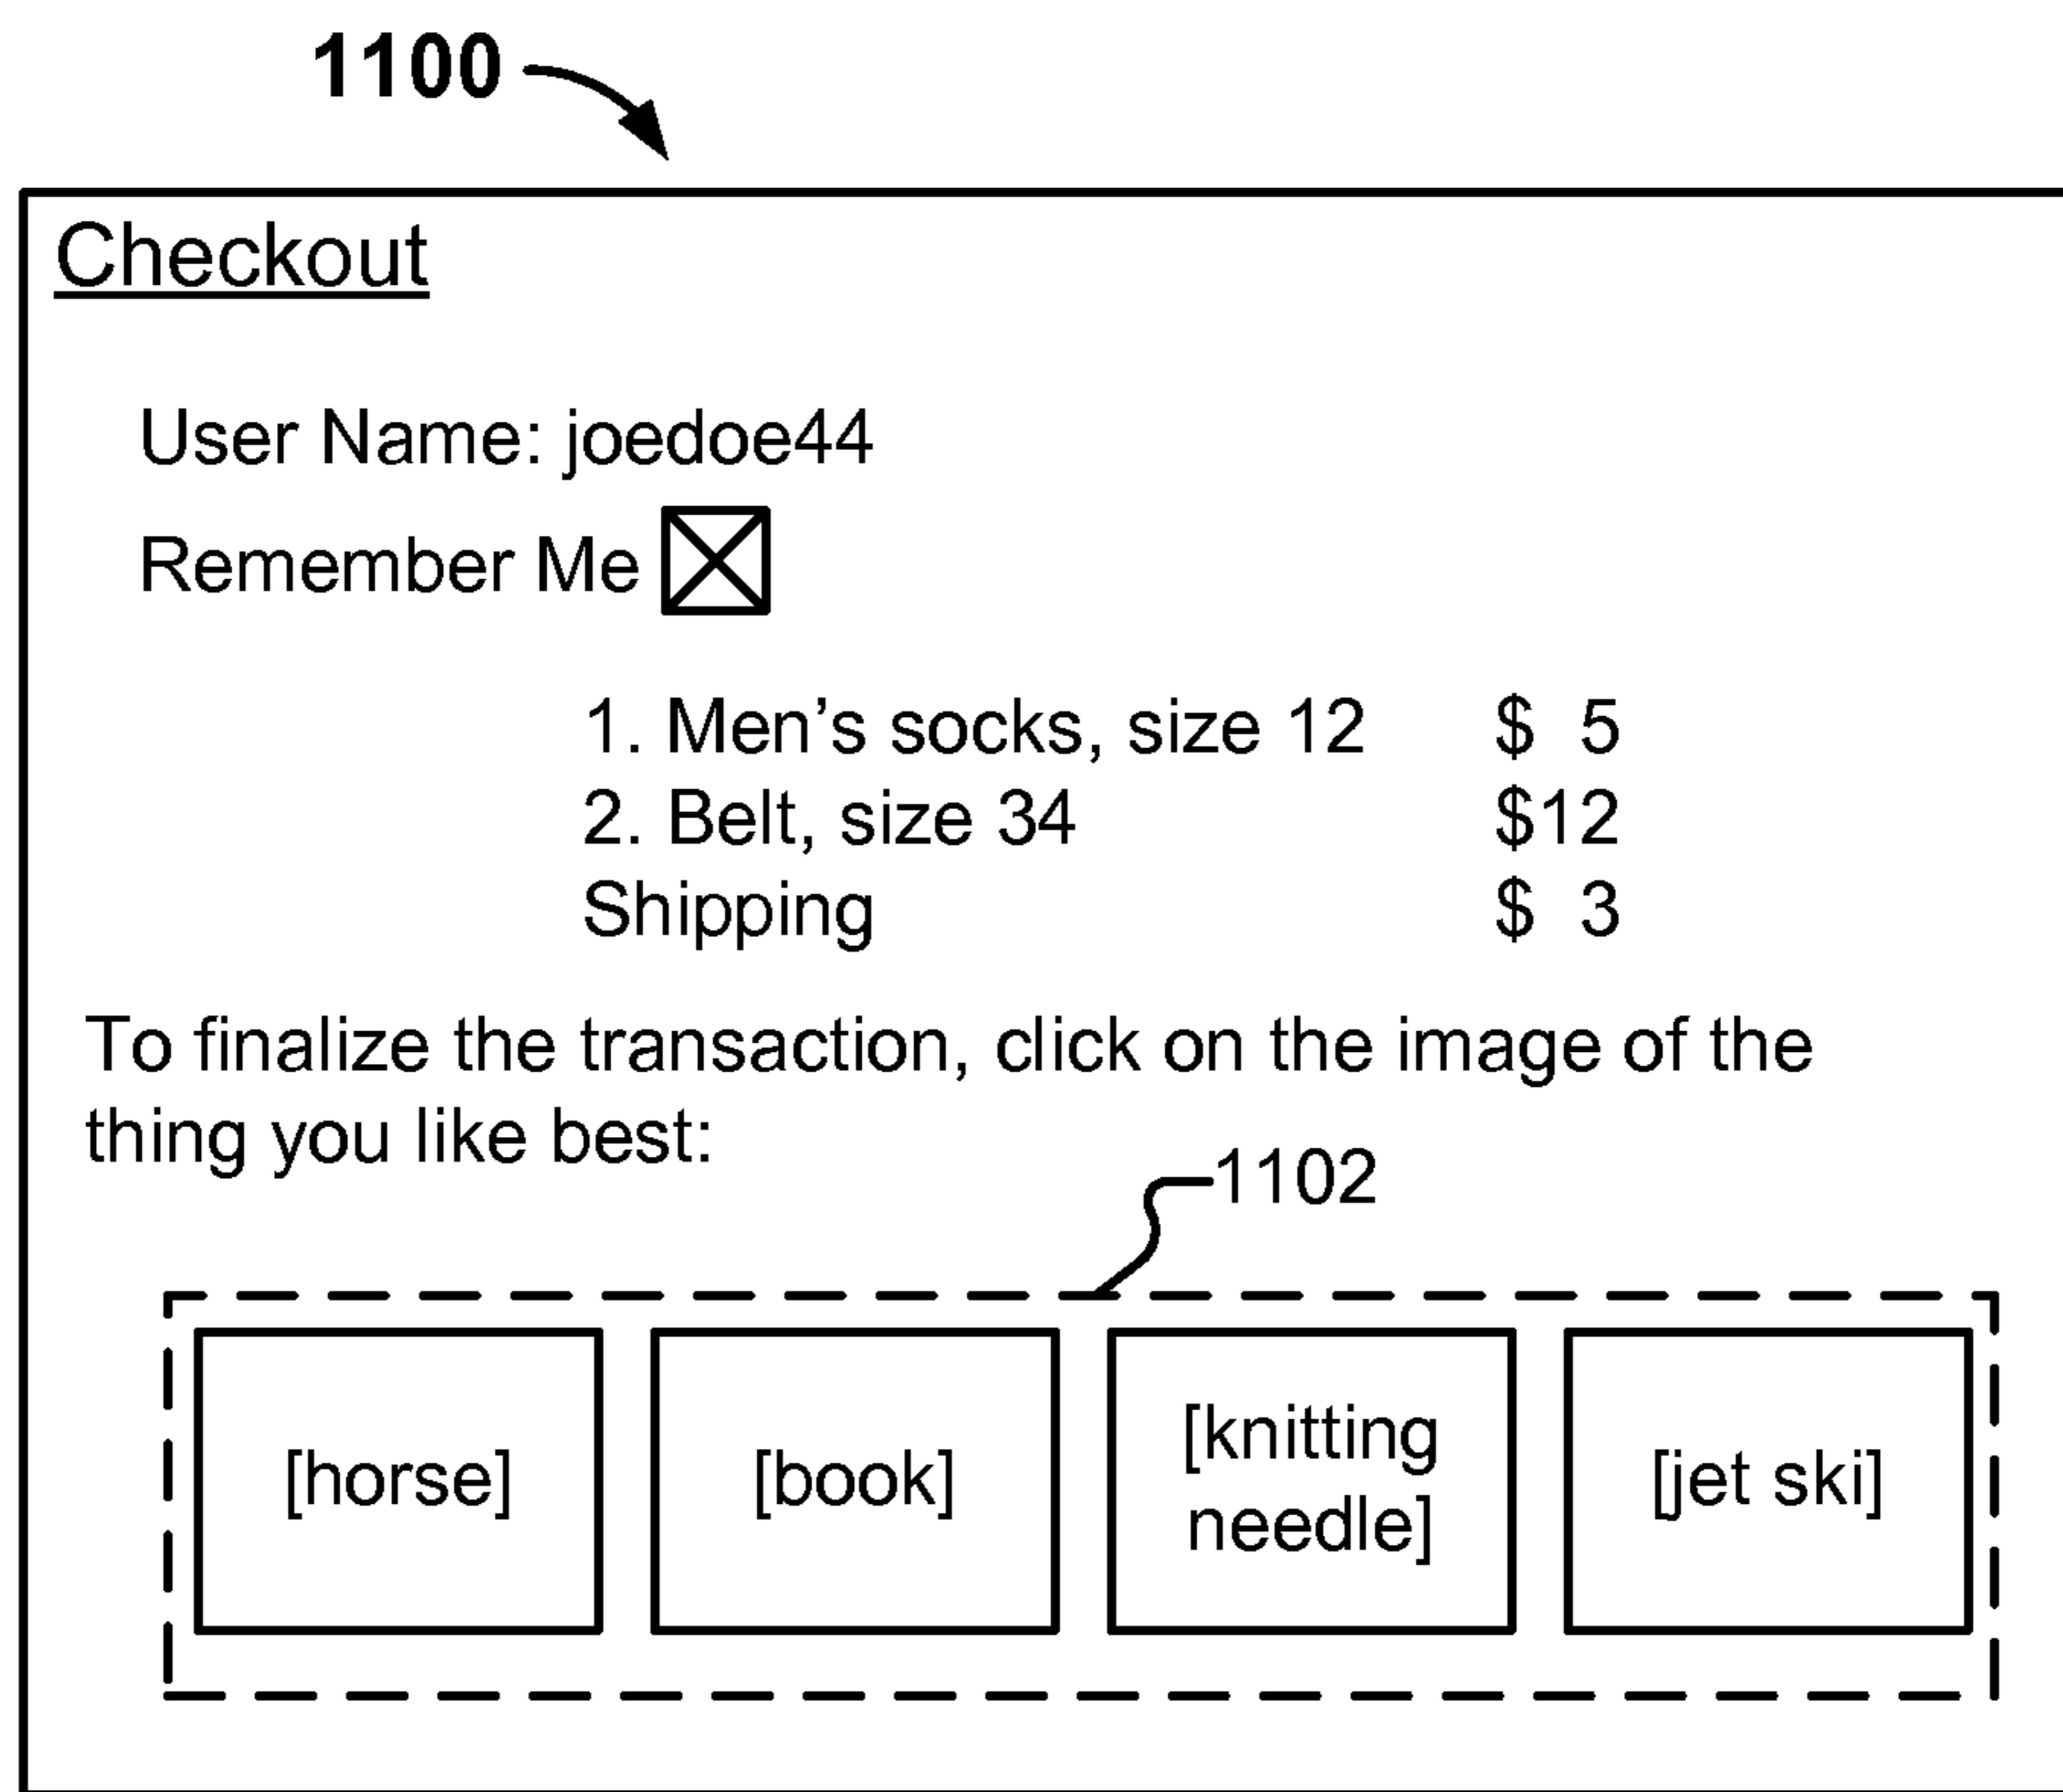 1100
Checkout
User Name: joedoe44
Remember Me
1. Men's socks, size 12 $ 5
2. Belt, size 34 $12
Shipping $ 3
To finalize the transaction, click on the image of the
thing you like best:
1102
[horse] [book] [knitting needle] [jet ski]